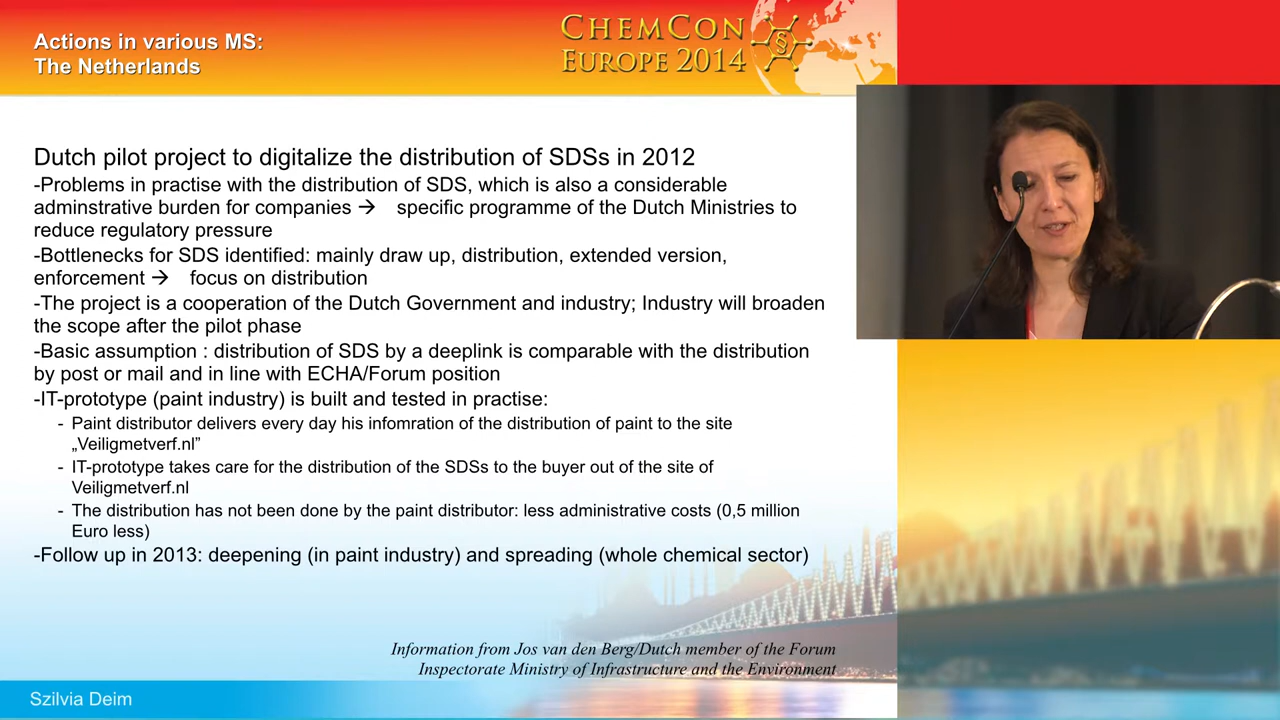 Actions in various MS:
The Netherlands
CHEMCON
EUROPE 2014
§
Dutch pilot project to digitalize the distribution of SDSs in 2012
-Problems in practise with the distribution of SDS, which is also a considerable
adminstrative burden for companies → specific programme of the Dutch Ministries to
reduce regulatory pressure
-Bottlenecks for SDS identified: mainly draw up, distribution, extended version,
enforcement → focus on distribution
-The project is a cooperation of the Dutch Government and industry; Industry will broaden
the scope after the pilot phase
-Basic assumption : distribution of SDS by a deeplink is comparable with the distribution
by post or mail and in line with ECHA/Forum position
-IT-prototype (paint industry) is built and tested in practise:
- Paint distributor delivers every day his infomration of the distribution of paint to the site
„Veiligmetverf.nl”
- IT-prototype takes care for the distribution of the SDSs to the buyer out of the site of
Veiligmetverf.nl
- The distribution has not been done by the paint distributor: less administrative costs (0,5 million
Euro less)
-Follow up in 2013: deepening (in paint industry) and spreading (whole chemical sector)
Information from Jos van den Berg/Dutch member of the Forum
Inspectorate Ministry of Infrastructure and the Environment
Szilvia Deim